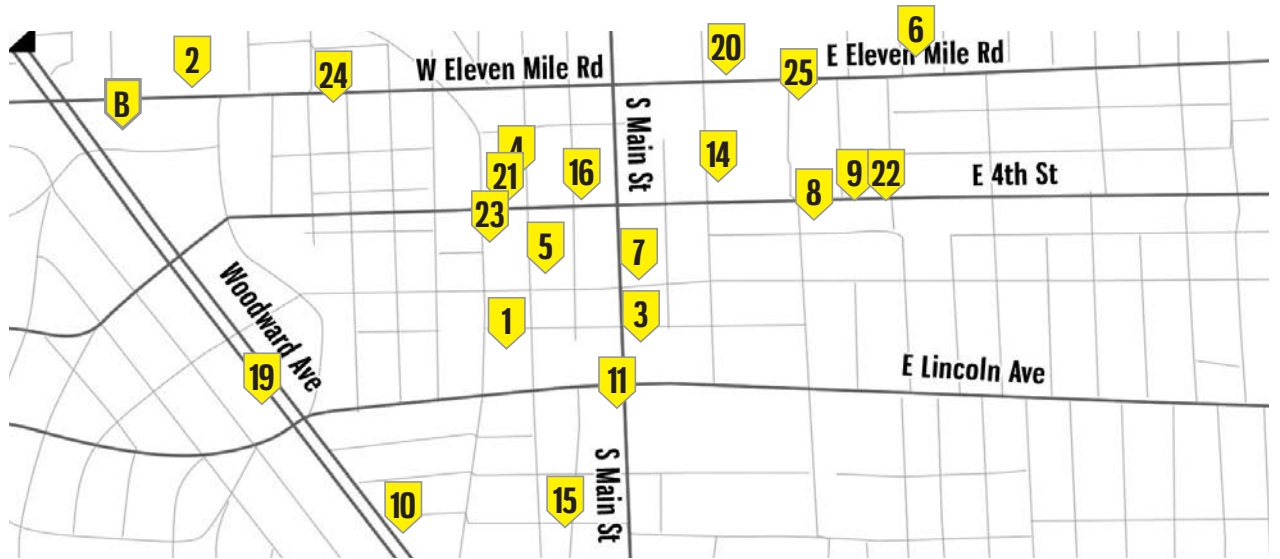 6
2
20
W Eleven Mile Rd
E Eleven Mile Rd
24
25
B
S Main St
4
14
21
16
9
22
E 4th St
8
23
5
7
Woodward Ave
1
3
19
11
E Lincoln Ave
S Main St
10
15